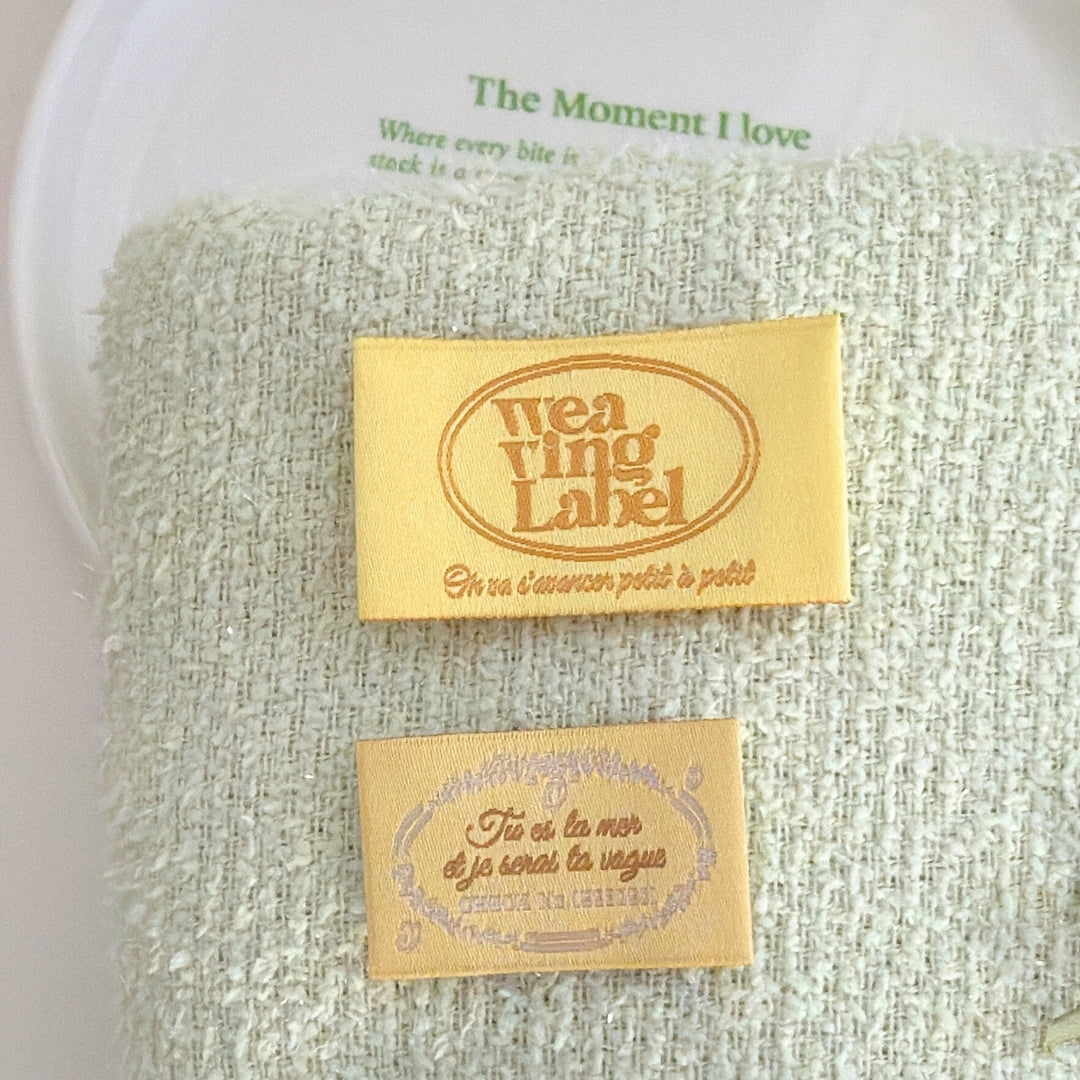 The Moment I love
Where every bite is
stack is a
Wea
ving
Label
On va s'avancer petit à petit
Tu es la mer
et je serai ta vague